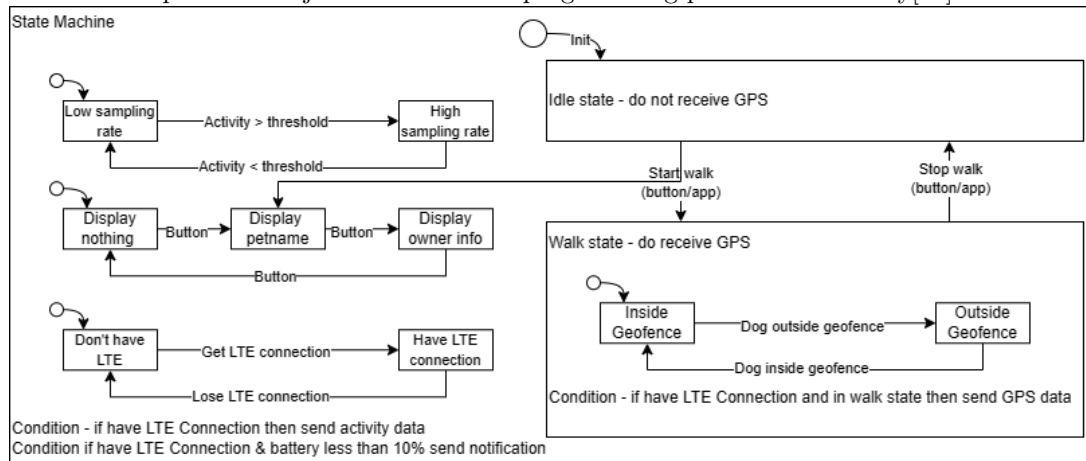 State Machine
Init
Idle state - do not receive GPS
Low sampling
rate
Activity > threshold
High
sampling rate
Activity < threshold
Start walk
(button/app)
Stop walk
(button/app)
Display
nothing
Button
Display
petname
Button
Display
owner info
Button
Walk state - do receive GPS
Inside
Geofence
Dog outside geofence
Outside
Geofence
Dog inside geofence
Don't have
LTE
Get LTE connection
Have LTE
connection
Lose LTE connection
Condition - if have LTE Connection and in walk state then send GPS data
Condition - if have LTE Connection then send activity data
Condition if have LTE Connection & battery less than 10% send notification